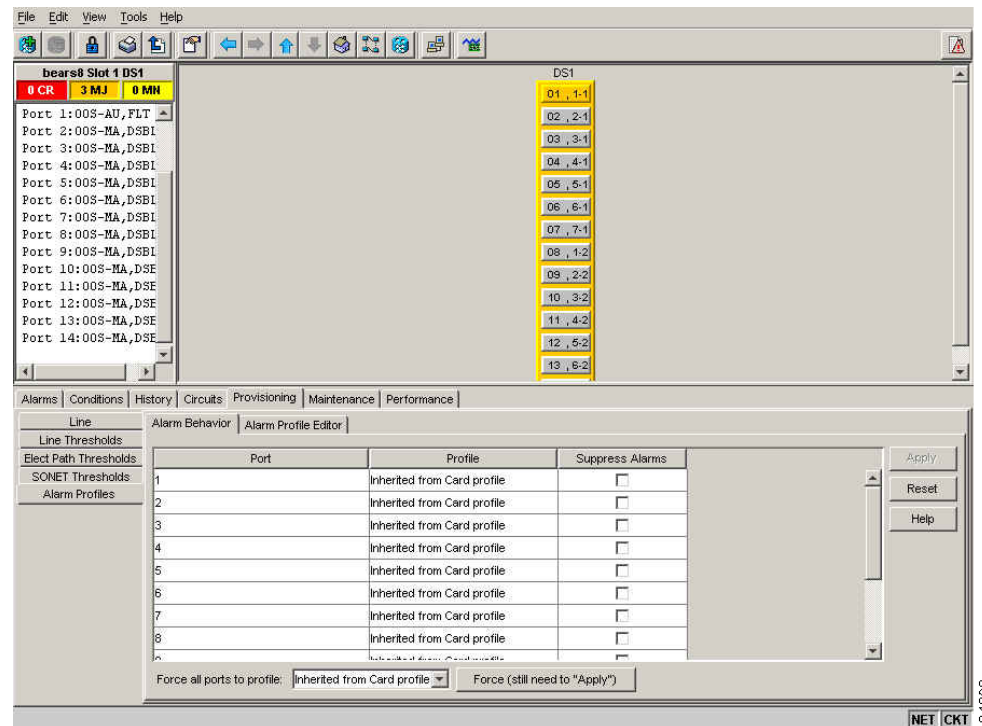 File Edit View Tools Help
bears8 Slot 1 DS1
0 CR 3 MJ 0 MN
Port 1:OOS-AU,FLT
Port 2:OOS-MA,DSBL
Port 3:OOS-MA,DSBL
Port 4:OOS-MA,DSBL
Port 5:OOS-MA,DSBL
Port 6:OOS-MA,DSBL
Port 7:OOS-MA,DSBL
Port 8:OOS-MA,DSBL
Port 9:OOS-MA,DSBL
Port 10:OOS-MA,DSE
Port 11:OOS-MA,DSE
Port 12:OOS-MA,DSE
Port 13:OOS-MA,DSE
Port 14:OOS-MA,DSE
DS1
01 , 1-1
02 , 2-1
03 , 3-1
04 , 4-1
05 , 5-1
06 , 6-1
07 , 7-1
08 , 1-2
09 , 2-2
10 , 3-2
11 , 4-2
12 , 5-2
13 , 6-2
Alarms Conditions History Circuits Provisioning Maintenance Performance
Line
Line Thresholds
Elect Path Thresholds
SONET Thresholds
Alarm Profiles
Alarm Behavior Alarm Profile Editor
Port Profile Suppress Alarms
1 Inherited from Card profile
2 Inherited from Card profile
3 Inherited from Card profile
4 Inherited from Card profile
5 Inherited from Card profile
6 Inherited from Card profile
7 Inherited from Card profile
8 Inherited from Card profile
Apply
Reset
Help
Force all ports to profile: Inherited from Card profile Force (still need to "Apply")
NET CKT